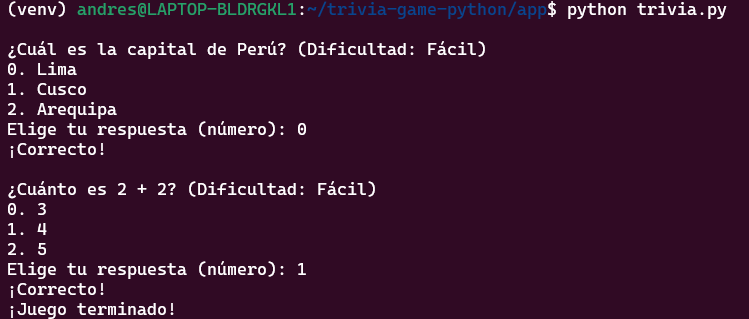 (venv) andres@LAPTOP-BLDRGKL1:~/trivia-game-python/app$ python trivia.py
¿Cuál es la capital de Perú? (Dificultad: Fácil)
0. Lima
1. Cusco
2. Arequipa
Elige tu respuesta (número): 0
¡Correcto!
¿Cuánto es 2 + 2? (Dificultad: Fácil)
0. 3
1. 4
2. 5
Elige tu respuesta (número): 1
¡Correcto!
¡Juego terminado!